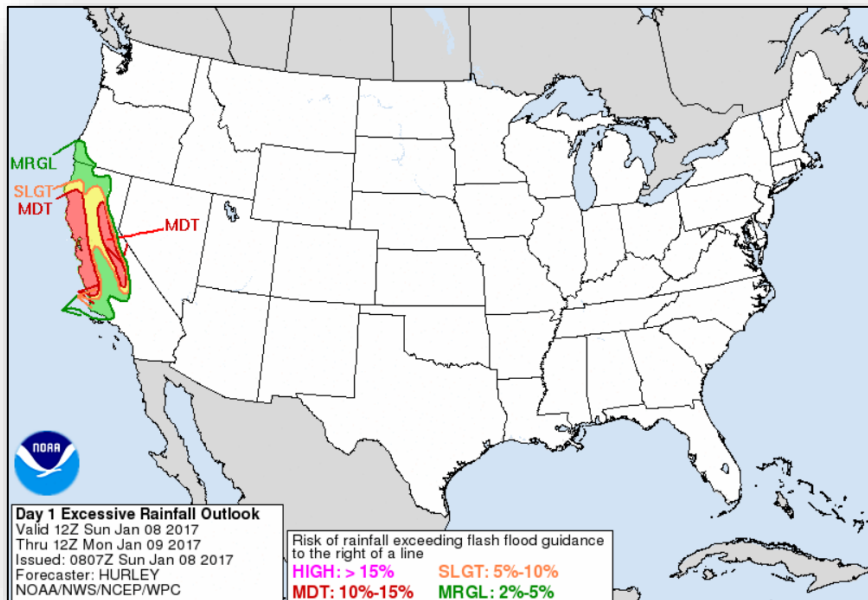 MRGL
SLGT
MDT
MDT
NOAA
Day 1 Excessive Rainfall Outlook
Valid 12Z Sun Jan 08 2017
Thru 12Z Mon Jan 09 2017
Issued: 0807Z Sun Jan 08 2017
Forecaster: HURLEY
NOAA/NWS/NCEP/WPC
Risk of rainfall exceeding flash flood guidance
to the right of a line
HIGH: > 15% SLGT: 5%-10%
MDT: 10%-15% MRGL: 2%-5%